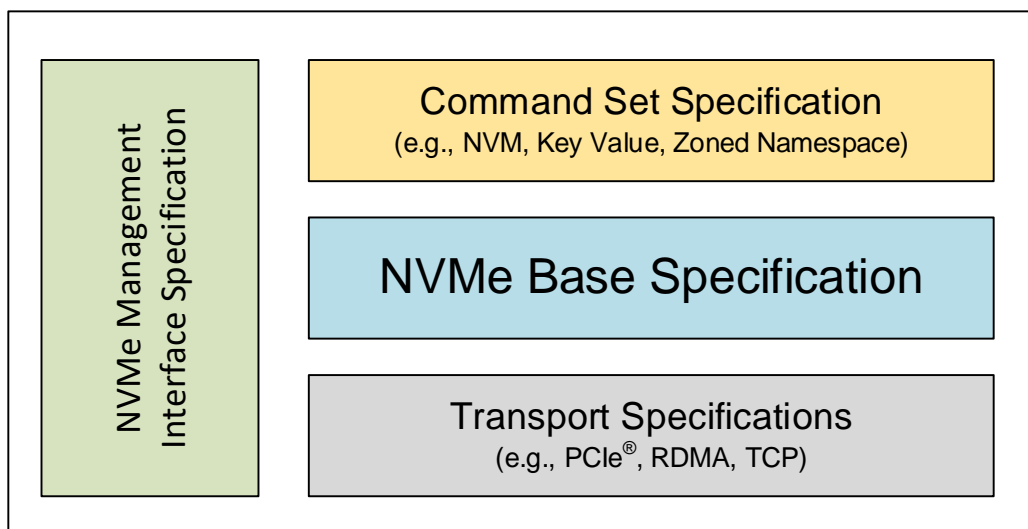 NVMe Management
Interface Specification
Command Set Specification
(e.g., NVM, Key Value, Zoned Namespace)
NVMe Base Specification
Transport Specifications
(e.g., PCIe®, RDMA, TCP)